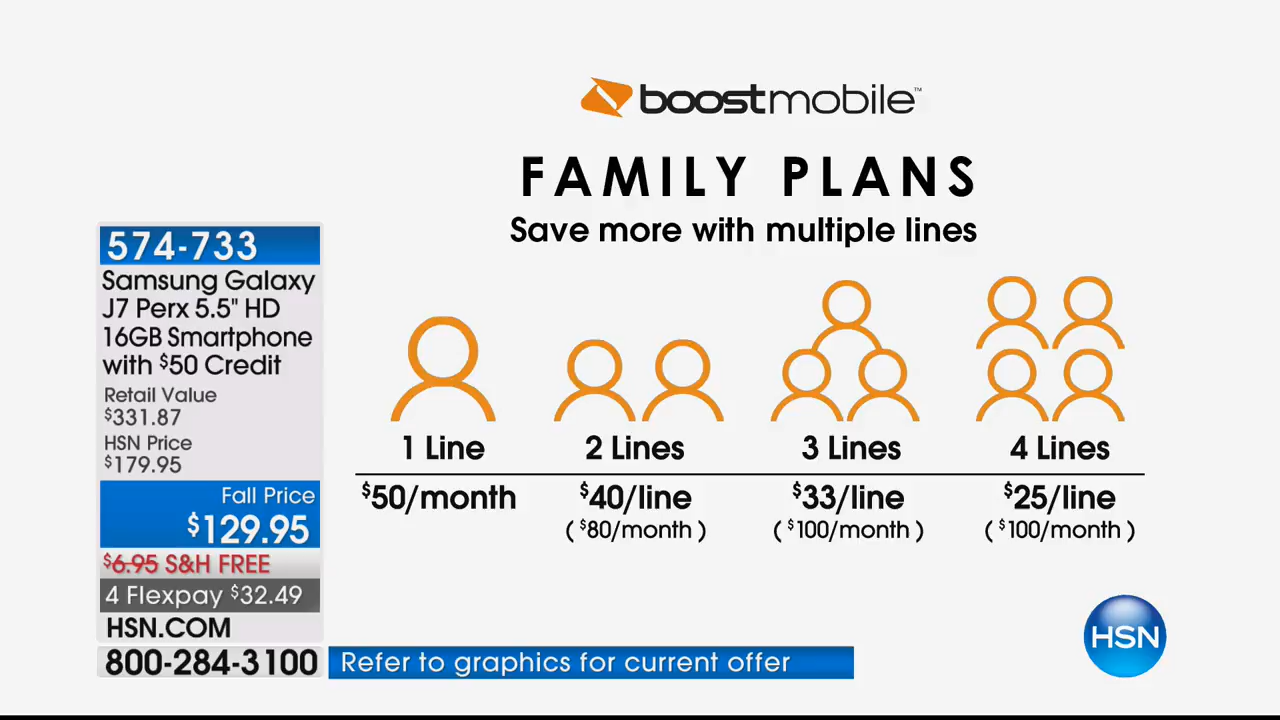 boostmobile™
FAMILY PLANS
Save more with multiple lines
1 Line
2 Lines
3 Lines
4 Lines
$50/month
$40/line
$33/line
$25/line
( $80/month )
( $100/month )
( $100/month )
574-733
Samsung Galaxy
J7 Perx 5.5" HD
16GB Smartphone
with $50 Credit
Retail Value
$331.87
HSN Price
$179.95
Fall Price
$129.95
$6.95 S&H FREE
4 Flexpay $32.49
HSN.COM
800-284-3100
Refer to graphics for current offer
HSN